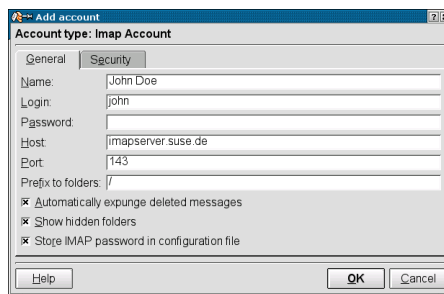 Add account
Account type: Imap Account
General Security
Name: John Doe
Login: john
Password:
Host: imapserver.suse.de
Port: 143
Prefix to folders: /
Automatically expunge deleted messages
Show hidden folders
Store IMAP password in configuration file
Help OK Cancel